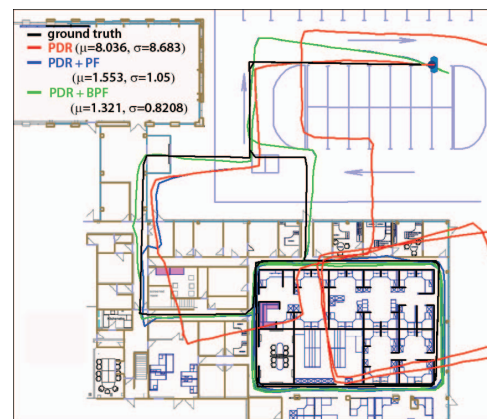 ground truth
PDR (μ=8.036, σ=8.683)
PDR + PF
(μ=1.553, σ=1.05)
PDR + BPF
(μ=1.321, σ=0.8208)